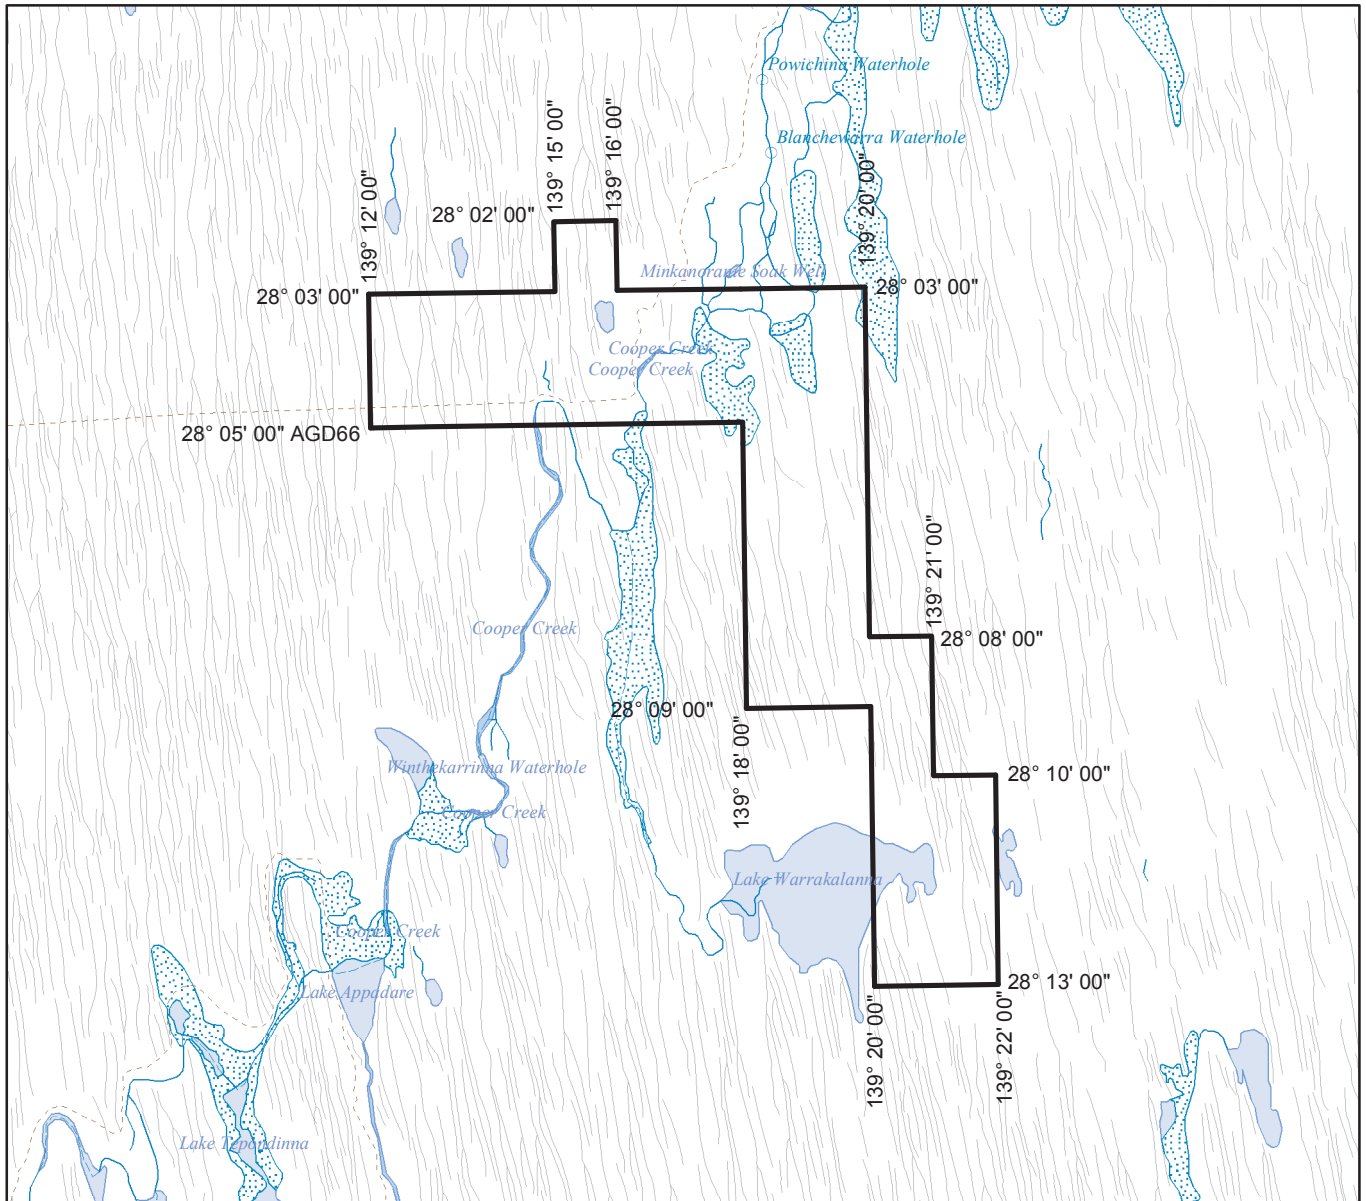 Powichina Waterhole
Blanchewarra Waterhole
139° 15' 00"
139° 16' 00"
139° 12' 00"
139° 20' 00"
28° 02' 00"
Minkanoramie Soak Well
28° 03' 00"
28° 03' 00"
Cooper Creek
Cooper Creek
28° 05' 00" AGD66
139° 21' 00"
Cooper Creek
28° 08' 00"
28° 09' 00"
139° 18' 00"
Winthekarrinna Waterhole
28° 10' 00"
Cooper Creek
Lake Warrakalanna
Cooper Creek
Lake Appadare
28° 13' 00"
139° 20' 00"
139° 22' 00"
Lake Tepondinna